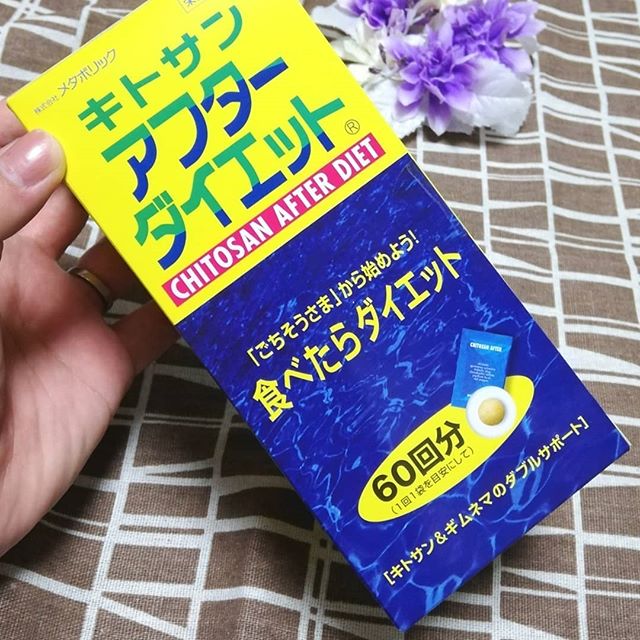 株式会社 メタボリック
キトサン
アフター
ダイエット®
CHITOSAN AFTER DIET
「ごちそうさま」から始めよう!
食べたらダイエット
CHITOSAN AFTER
60回分
(1回1袋を目安にして)
[キトサン&ギムネマのダブルサポート]